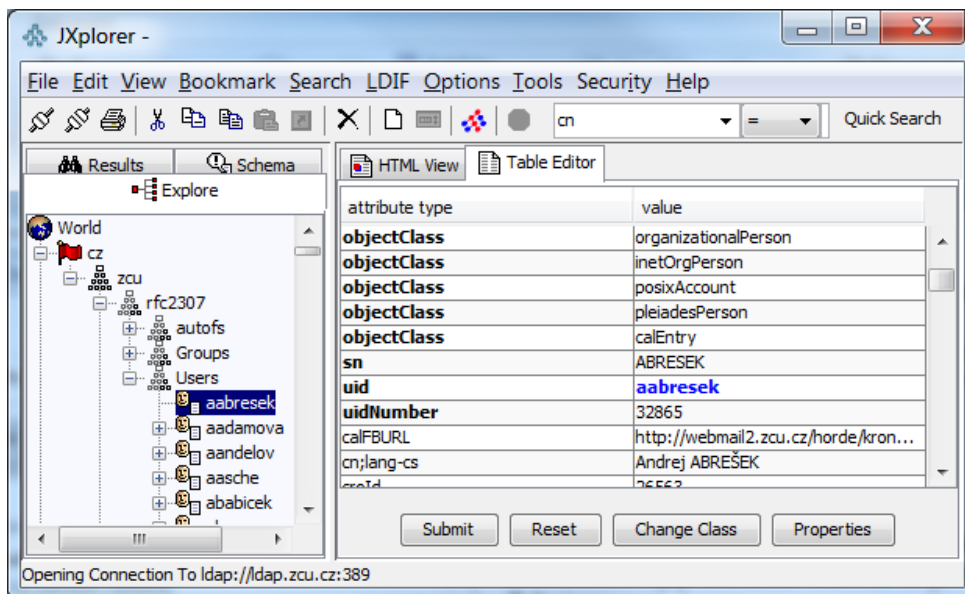 JXplorer -
File Edit View Bookmark Search LDIF Options Tools Security Help
cn = Quick Search
Results Schema
Explore
HTML View Table Editor
World
cz
zcu
rfc2307
autofs
Groups
Users
aabresek
aadamova
aandelov
aasche
ababicek
attribute type value
objectClass organizationalPerson
objectClass inetOrgPerson
objectClass posixAccount
objectClass pleiadesPerson
objectClass calEntry
sn ABRESEK
uid aabresek
uidNumber 32865
calFBURL http://webmail2.zcu.cz/horde/kron...
cn;lang-cs Andrej ABREŠEK
Submit Reset Change Class Properties
Opening Connection To ldap://ldap.zcu.cz:389